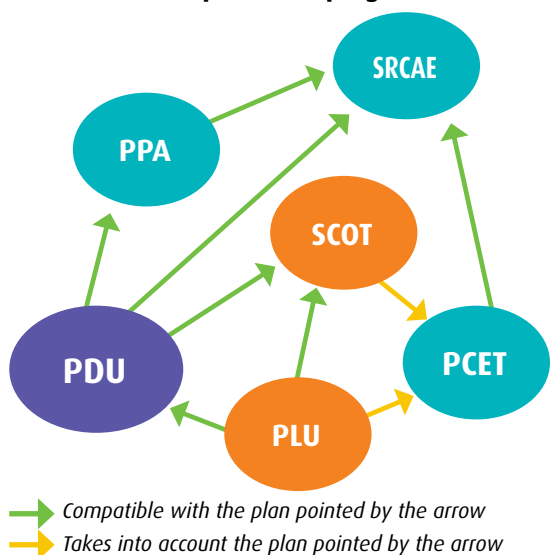 SRCAE
PPA
SCOT
PDU
PCET
PLU
Compatible with the plan pointed by the arrow
Takes into account the plan pointed by the arrow